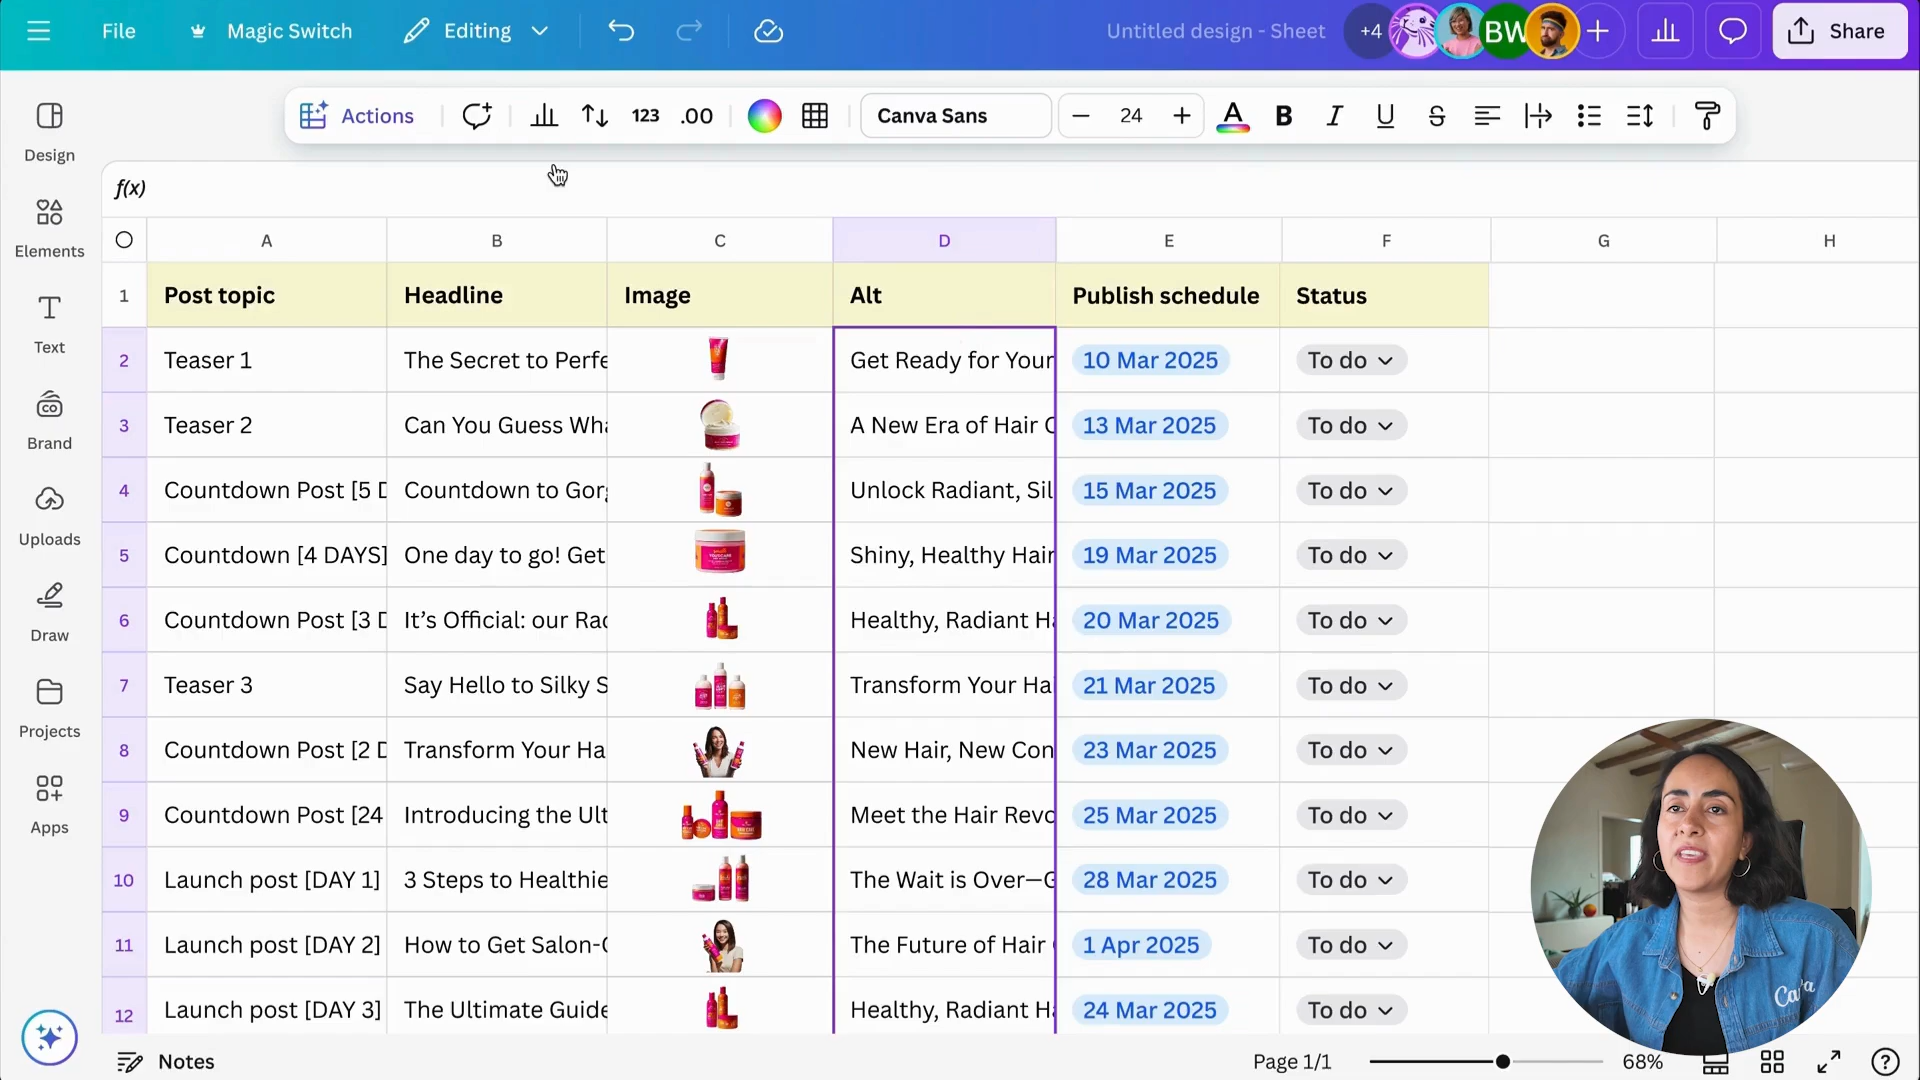 File
Magic Switch
Editing
Untitled design - Sheet
+4
BW
Share
Actions
123
.00
Canva Sans
24
A
B
I
U
S
Design
Elements
Text
Brand
Uploads
Draw
Projects
Apps
f(x)
A B C D E F G H
1 Post topic Headline Image Alt Publish schedule Status
2 Teaser 1 The Secret to Perfe Get Ready for Your 10 Mar 2025 To do
3 Teaser 2 Can You Guess Wha A New Era of Hair C 13 Mar 2025 To do
4 Countdown Post [5 D Countdown to Gorg Unlock Radiant, Sil 15 Mar 2025 To do
5 Countdown [4 DAYS] One day to go! Get Shiny, Healthy Hair 19 Mar 2025 To do
6 Countdown Post [3 D It’s Official: our Rad Healthy, Radiant Ha 20 Mar 2025 To do
7 Teaser 3 Say Hello to Silky S Transform Your Ha 21 Mar 2025 To do
8 Countdown Post [2 D Transform Your Ha New Hair, New Con 23 Mar 2025 To do
9 Countdown Post [24 Introducing the Ult Meet the Hair Revo 25 Mar 2025 To do
10 Launch post [DAY 1] 3 Steps to Healthie The Wait is Over—G 28 Mar 2025 To do
11 Launch post [DAY 2] How to Get Salon-Q The Future of Hair 1 Apr 2025 To do
12 Launch post [DAY 3] The Ultimate Guide Healthy, Radiant Ha 24 Mar 2025 To do
Notes
Page 1/1
68%
Canva